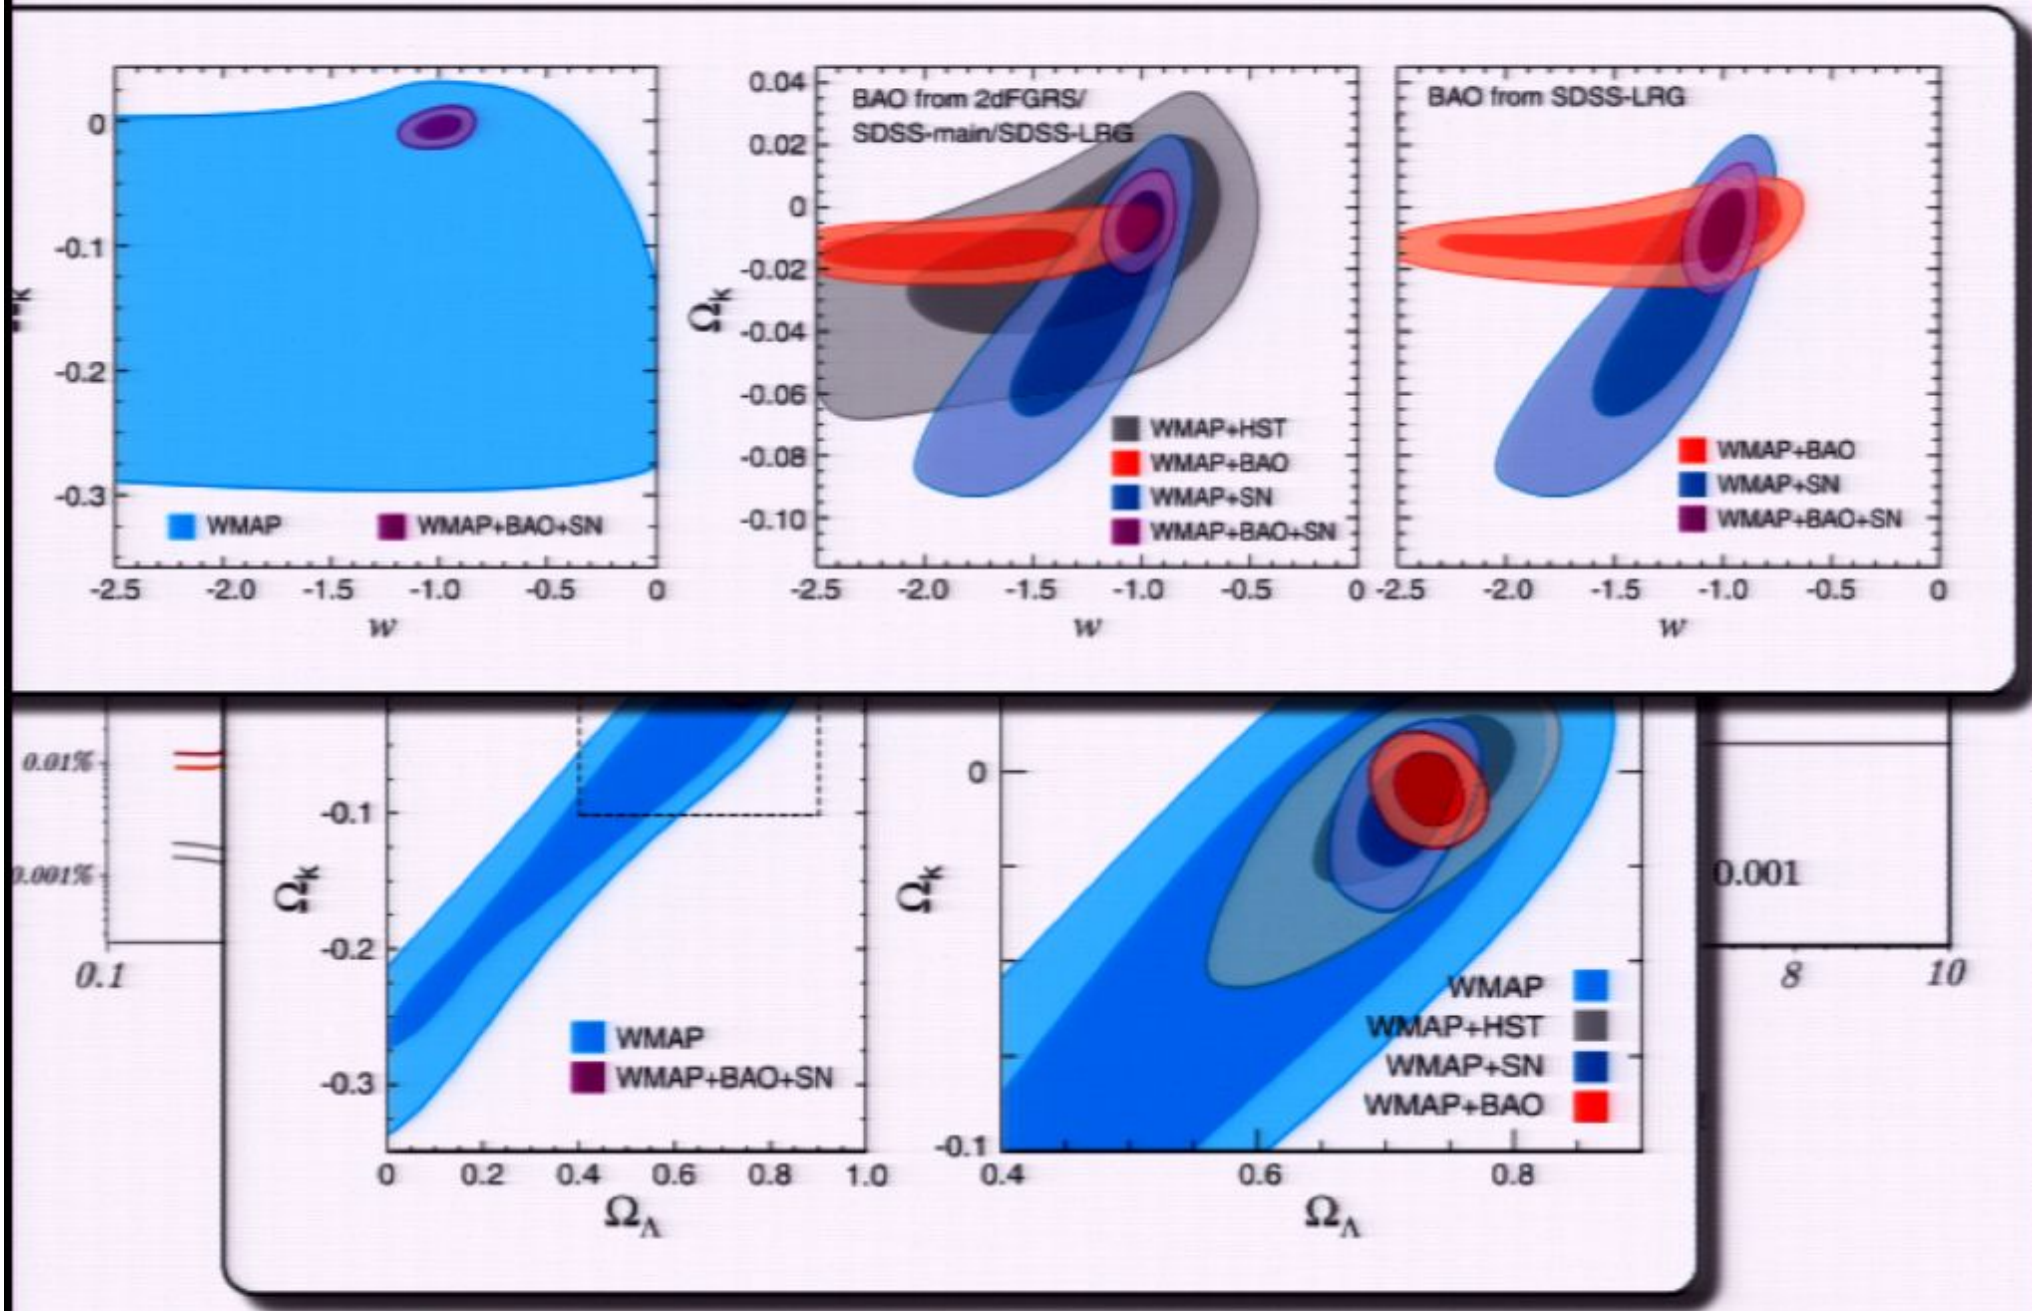 BAO from 2dFGRS/
SDSS-main/SDSS-LRG
BAO from SDSS-LRG
0
-0.1
-0.2
-0.3
WMAP
WMAP+BAO+SN
-2.5 -2.0 -1.5 -1.0 -0.5 0
w
0.04
0.02
0
-0.02
-0.04
-0.06
-0.08
-0.10
Ωk
WMAP+HST
WMAP+BAO
WMAP+SN
WMAP+BAO+SN
-2.5 -2.0 -1.5 -1.0 -0.5 0
w
WMAP+BAO
WMAP+SN
WMAP+BAO+SN
-2.5 -2.0 -1.5 -1.0 -0.5 0
w
0.01%
0.001%
0.1
-0.1
-0.2
-0.3
Ωk
WMAP
WMAP+BAO+SN
0 0.2 0.4 0.6 0.8 1.0
ΩΛ
0
-0.1
Ωk
WMAP
WMAP+HST
WMAP+SN
WMAP+BAO
0.4 0.6 0.8
ΩΛ
0.001
8 10